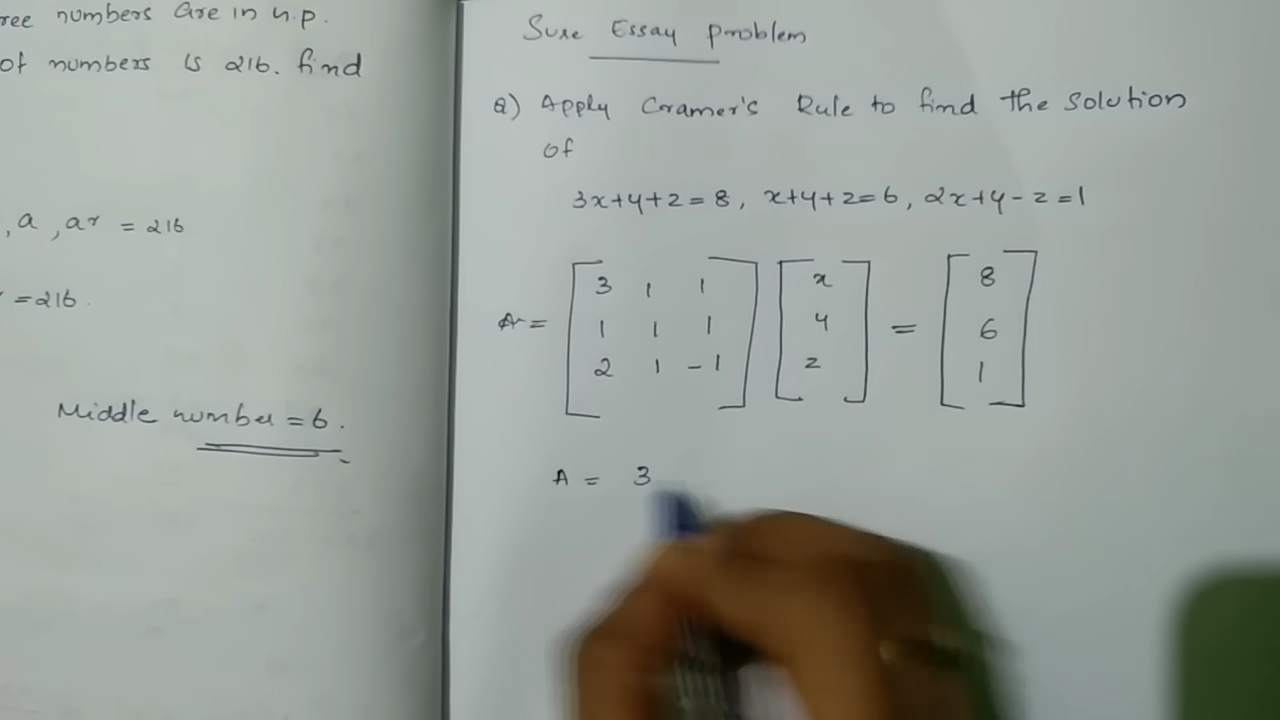 ree numbers are in n.p.
of numbers is 216. find
, a , ar = 216
= 216.
Middle number = 6.
Sure Essay problem
Q) Apply Cramer's Rule to find the solution
of
3x+y+z=8, x+y+z=6, 2x+y-z=1
A = [3 1 1 [x [8
1 1 1 y = 6
2 1 -1] z] 1]
A = 3